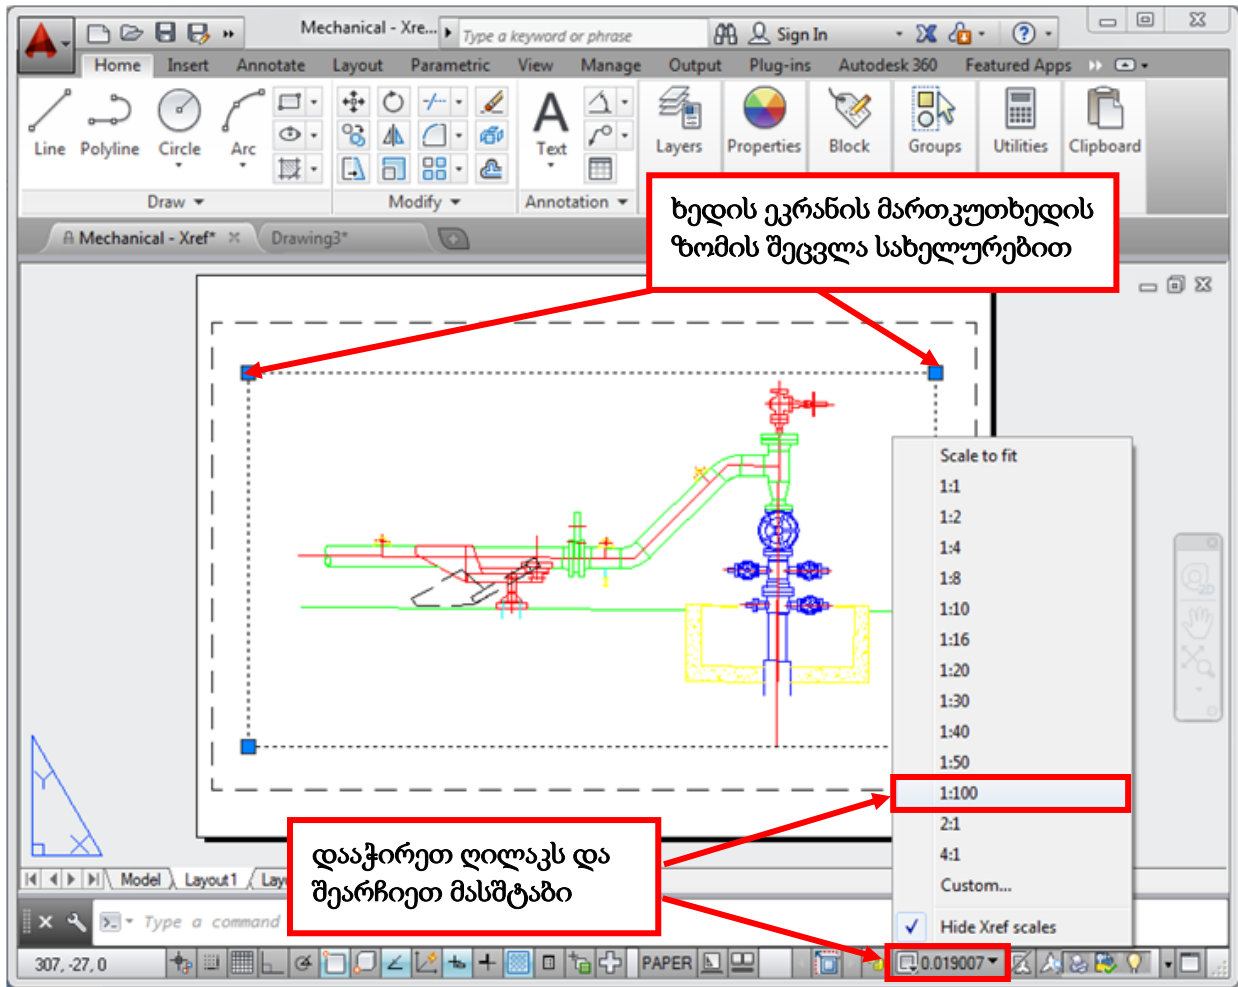 Mechanical - Xre...
Type a keyword or phrase
Sign In
Home Insert Annotate Layout Parametric View Manage Output Plug-ins Autodesk 360 Featured Apps
Line Polyline Circle Arc Text Layers Properties Block Groups Utilities Clipboard
Draw Modify Annotation
Mechanical - Xref* Drawing3*
ხედის ეკრანის მართკუთხედის
ზომის შეცვლა სახელურებით
Scale to fit
1:1
1:2
1:4
1:8
1:10
1:16
1:20
1:30
1:40
1:50
1:100
2:1
4:1
Custom...
Hide Xref scales
2D
Y
X
დააჭირეთ ღილაკს და
შეარჩიეთ მასშტაბი
Model Layout1
Type a command
307, -27, 0 PAPER 0.019007